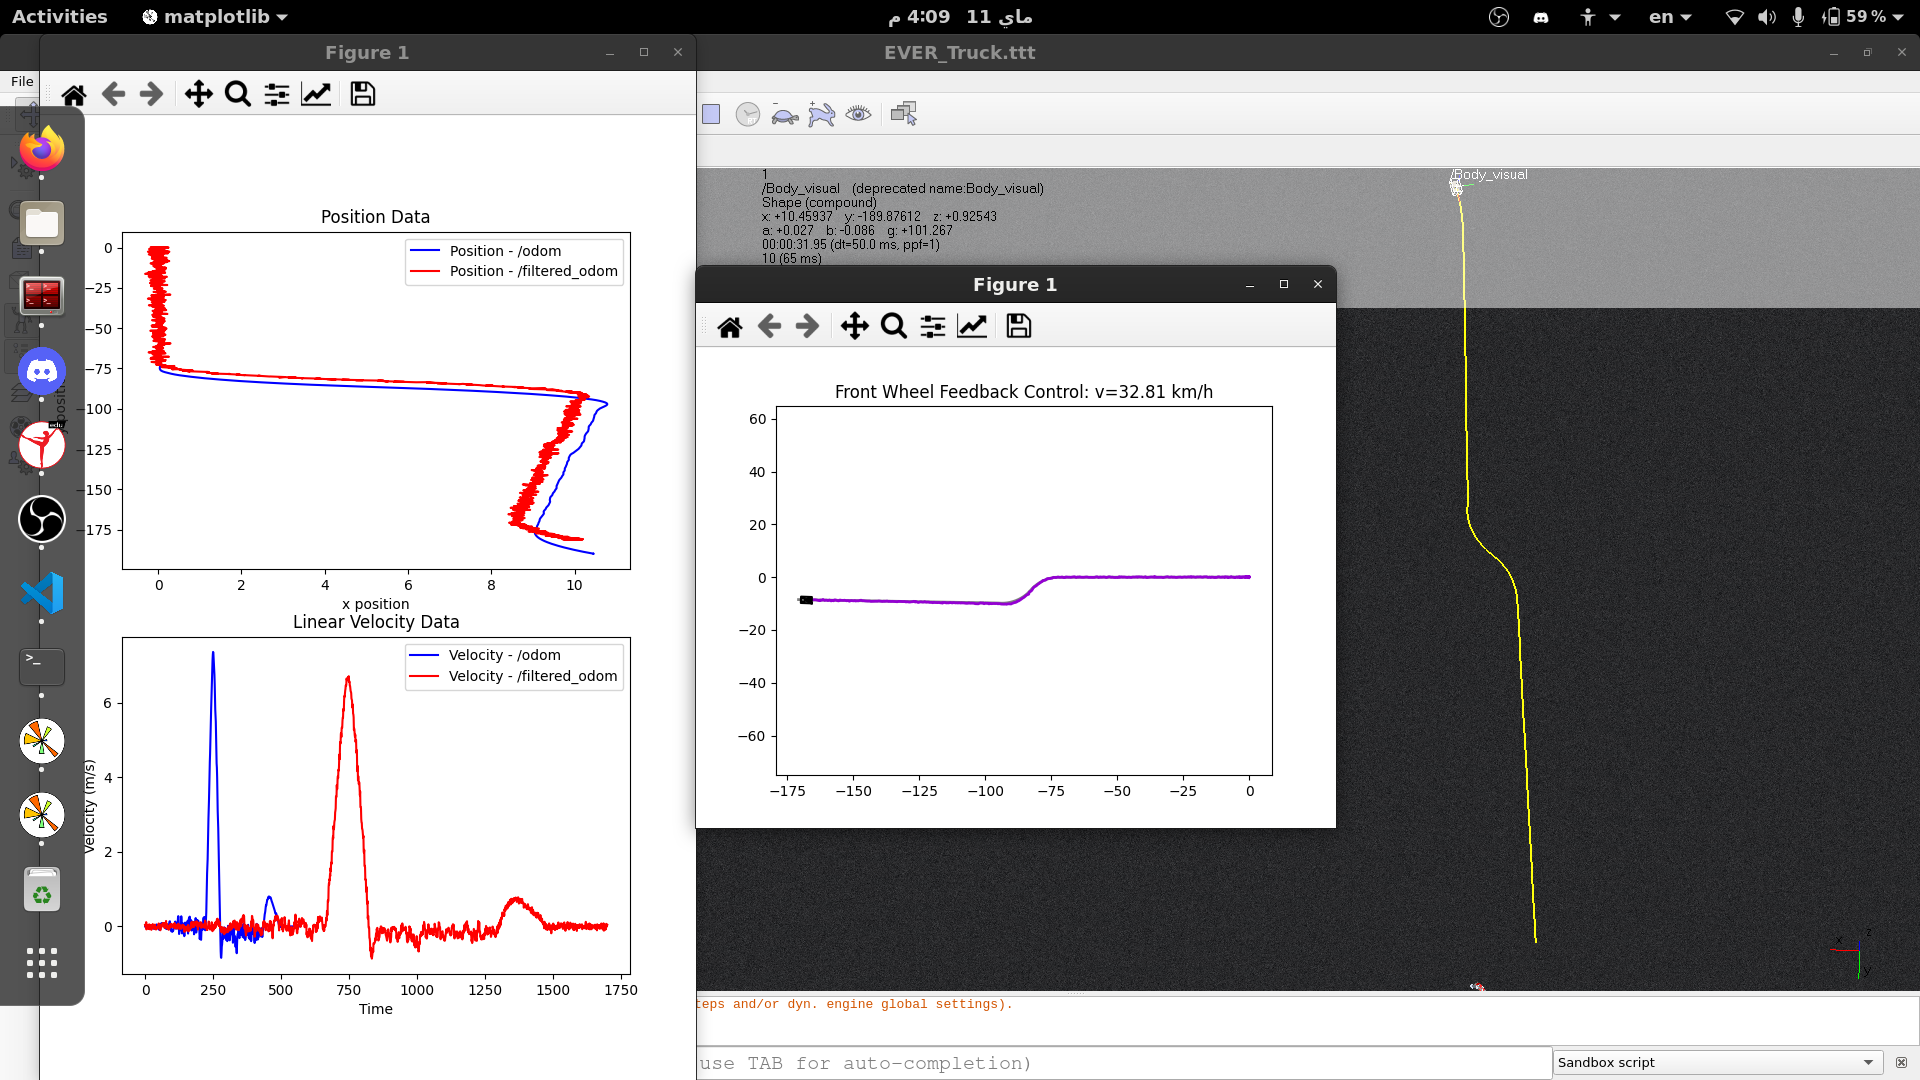 Activities
matplotlib
م 4:09 11 ماي
en
59 %
Figure 1
EVER_Truck.ttt
File
Position Data
Position - /odom
Position - /filtered_odom
0
−25
−50
−75
−100
−125
−150
−175
0 2 4 6 8 10
x position
Linear Velocity Data
Velocity - /odom
Velocity - /filtered_odom
Velocity (m/s)
6
4
2
0
0 250 500 750 1000 1250 1500 1750
Time
1
/Body_visual (deprecated name:Body_visual)
Shape (compound)
x: +10.45937 y: -189.87612 z: +0.92543
a: +0.027 b: -0.086 g: +101.267
00:00:31.95 (dt=50.0 ms, ppf=1)
10 (65 ms)
/Body_visual
Figure 1
Front Wheel Feedback Control: v=32.81 km/h
60
40
20
0
−20
−40
−60
−175 −150 −125 −100 −75 −50 −25 0
x
z
y
teps and/or dyn. engine global settings).
use TAB for auto-completion)
Sandbox script
edu